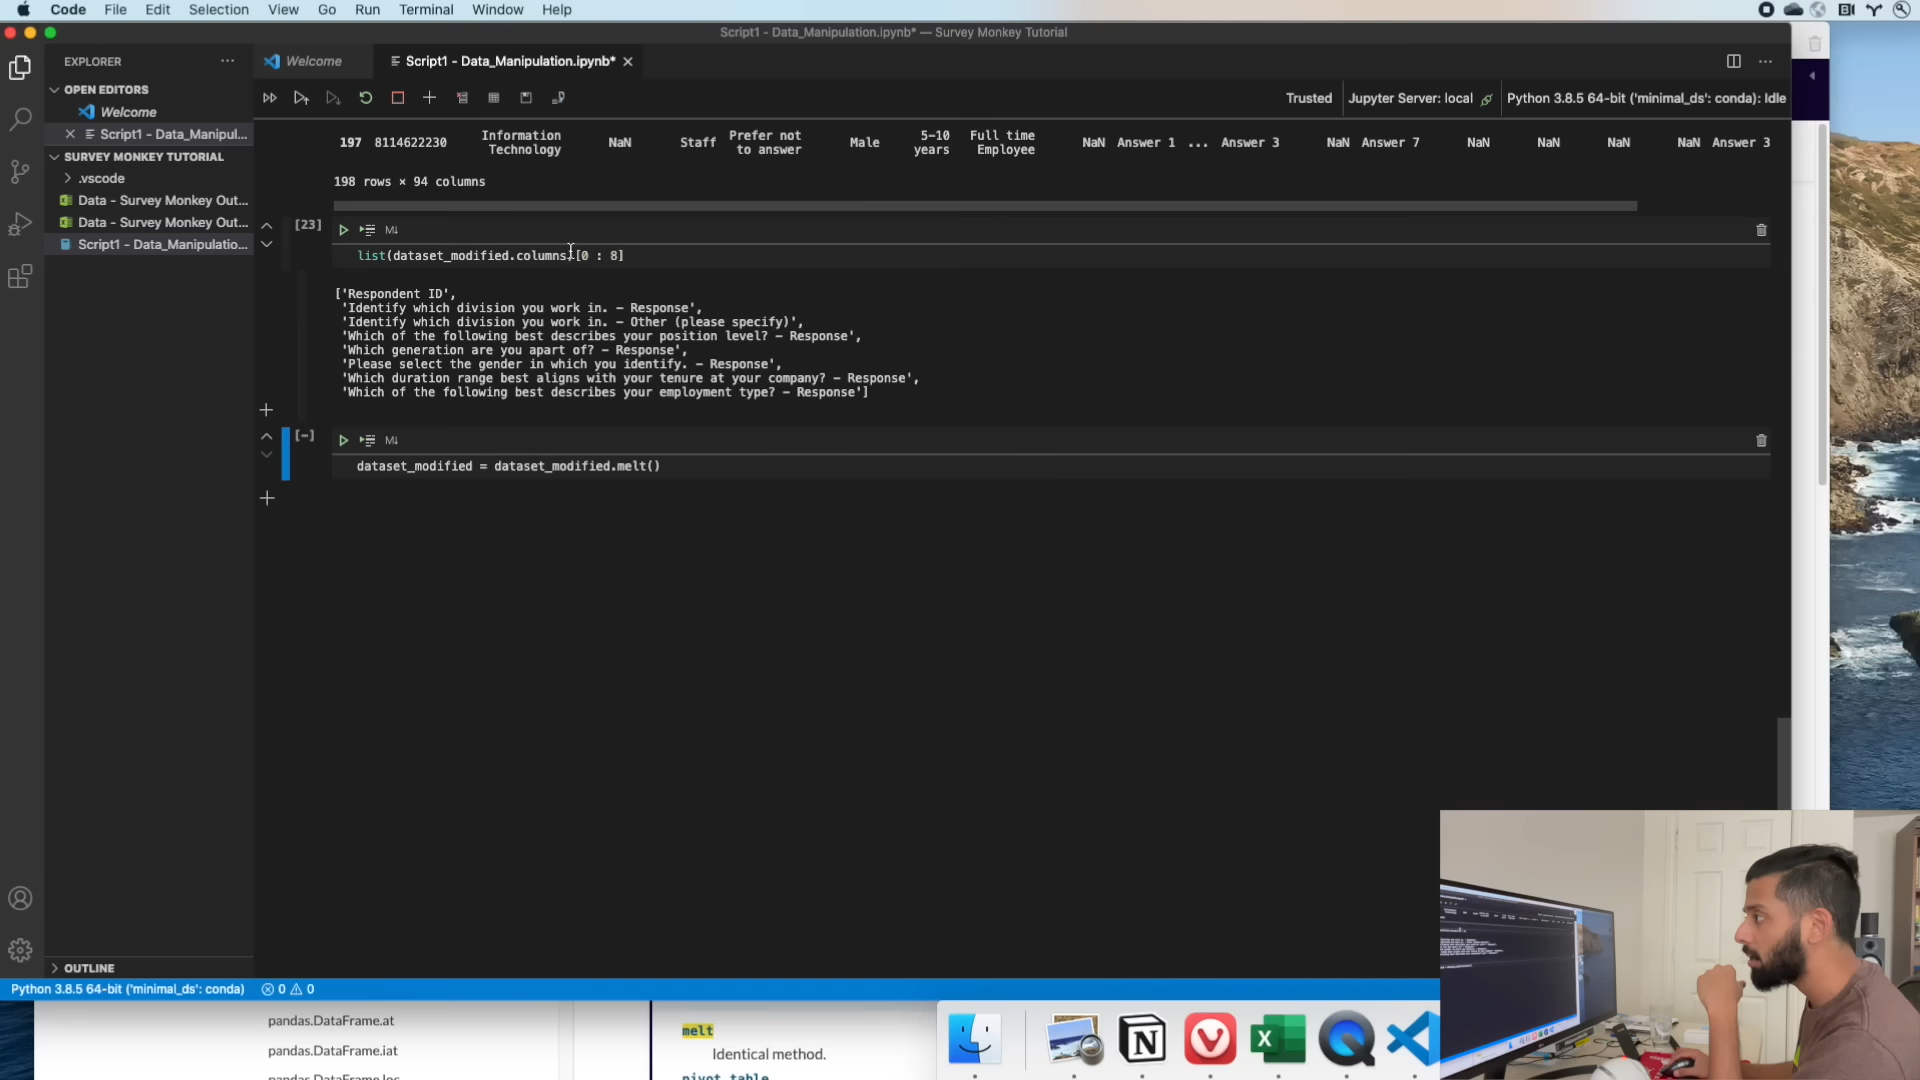 Code File Edit Selection View Go Run Terminal Window Help
Script1 - Data_Manipulation.ipynb* — Survey Monkey Tutorial
EXPLORER
Welcome
Script1 - Data_Manipulation.ipynb*
OPEN EDITORS
Welcome
Script1 - Data_Manipul...
SURVEY MONKEY TUTORIAL
.vscode
Data - Survey Monkey Out...
Data - Survey Monkey Out...
Script1 - Data_Manipulatio...
Trusted
Jupyter Server: local
Python 3.8.5 64-bit ('minimal_ds': conda): Idle
197 8114622230 Information Technology NaN Staff Prefer not to answer Male 5-10 years Full time Employee NaN Answer 1 ... Answer 3 NaN Answer 7 NaN NaN NaN NaN Answer 3
198 rows × 94 columns
[23]
M↓
list(dataset_modified.columns)[0 : 8]
['Respondent ID',
'Identify which division you work in. - Response',
'Identify which division you work in. - Other (please specify)',
'Which of the following best describes your position level? - Response',
'Which generation are you apart of? - Response',
'Please select the gender in which you identify. - Response',
'Which duration range best aligns with your tenure at your company? - Response',
'Which of the following best describes your employment type? - Response']
[-]
M↓
dataset_modified = dataset_modified.melt()
OUTLINE
Python 3.8.5 64-bit ('minimal_ds': conda) 0 0
pandas.DataFrame.at
pandas.DataFrame.iat
pandas.DataFrame.loc
melt
Identical method.
pivot_table